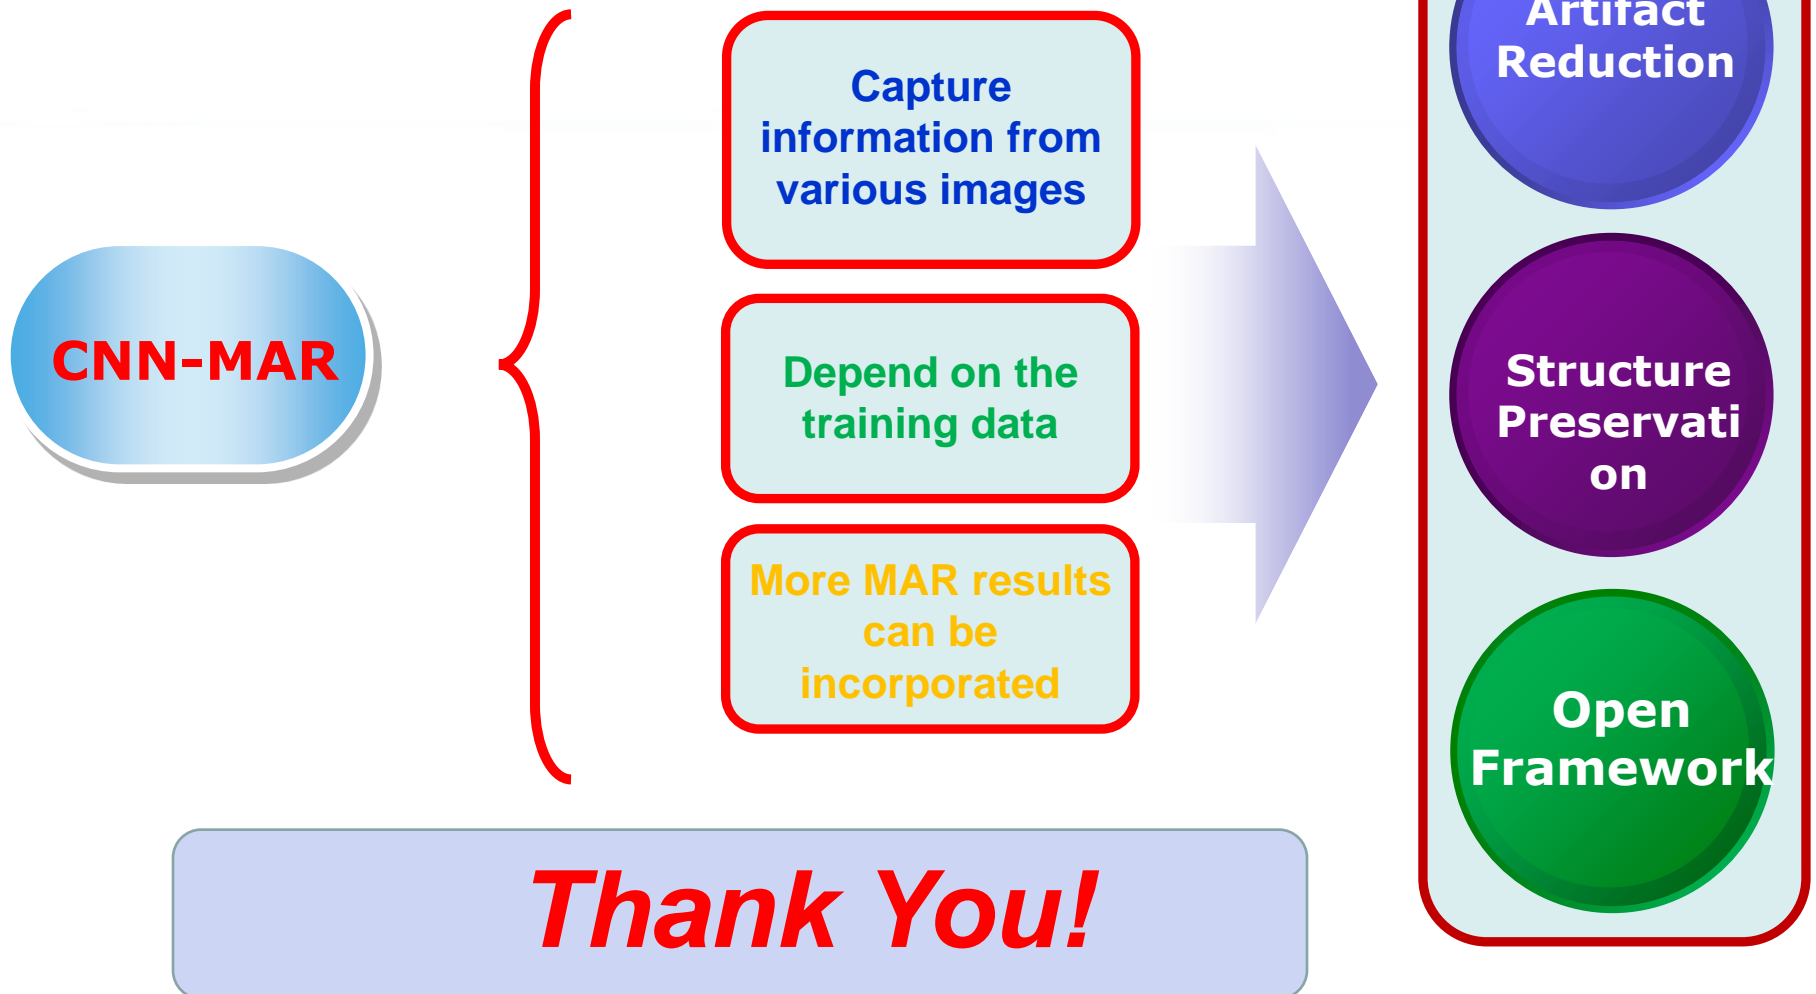 CNN-MAR
Capture
information from
various images
Depend on the
training data
More MAR results
can be
incorporated
Artifact
Reduction
Structure
Preservati
on
Open
Framework
Thank You!